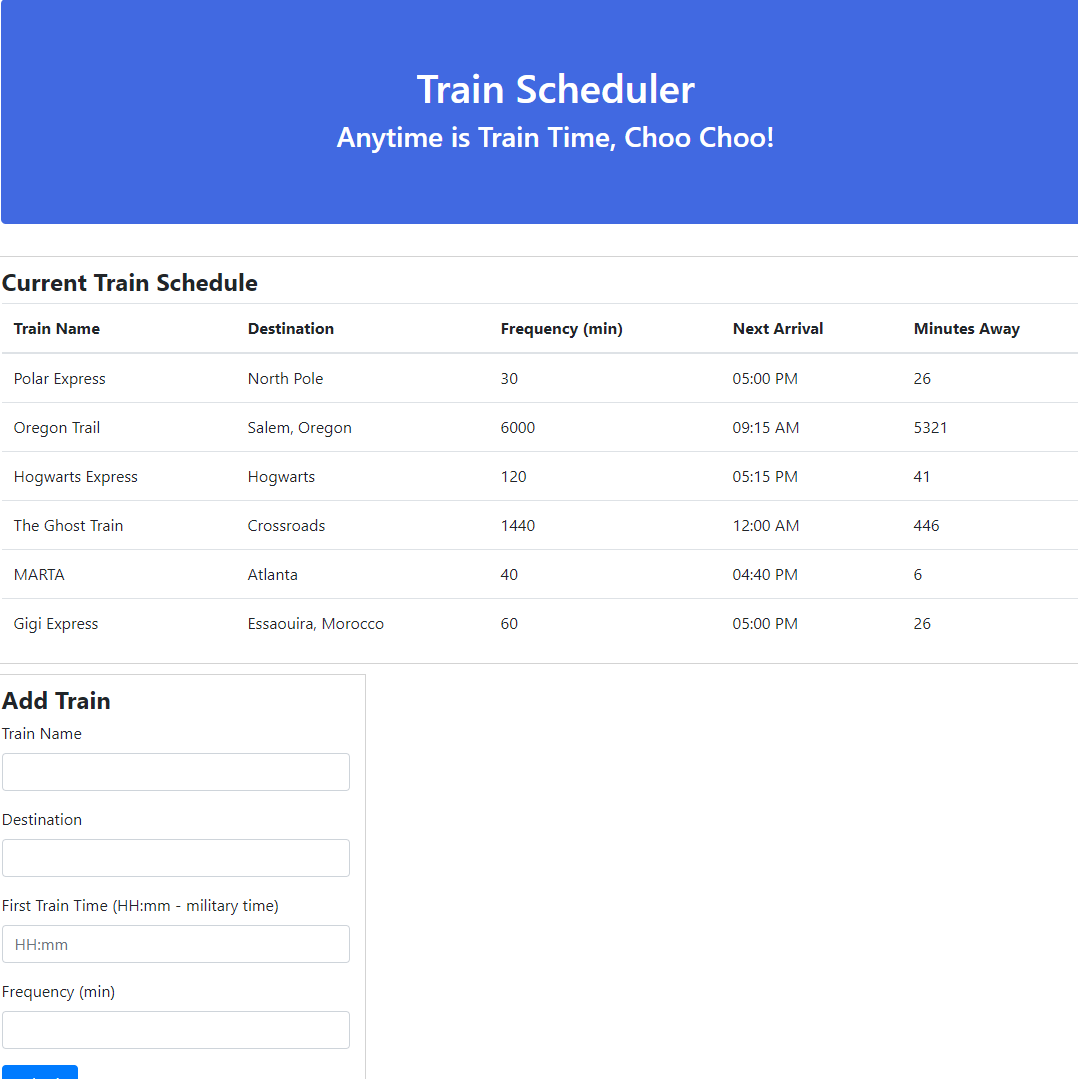 Train Scheduler
Anytime is Train Time, Choo Choo!
Current Train Schedule
Train Name Destination Frequency (min) Next Arrival Minutes Away
Polar Express North Pole 30 05:00 PM 26
Oregon Trail Salem, Oregon 6000 09:15 AM 5321
Hogwarts Express Hogwarts 120 05:15 PM 41
The Ghost Train Crossroads 1440 12:00 AM 446
MARTA Atlanta 40 04:40 PM 6
Gigi Express Essaouira, Morocco 60 05:00 PM 26
Add Train
Train Name
Destination
First Train Time (HH:mm - military time)
HH:mm
Frequency (min)